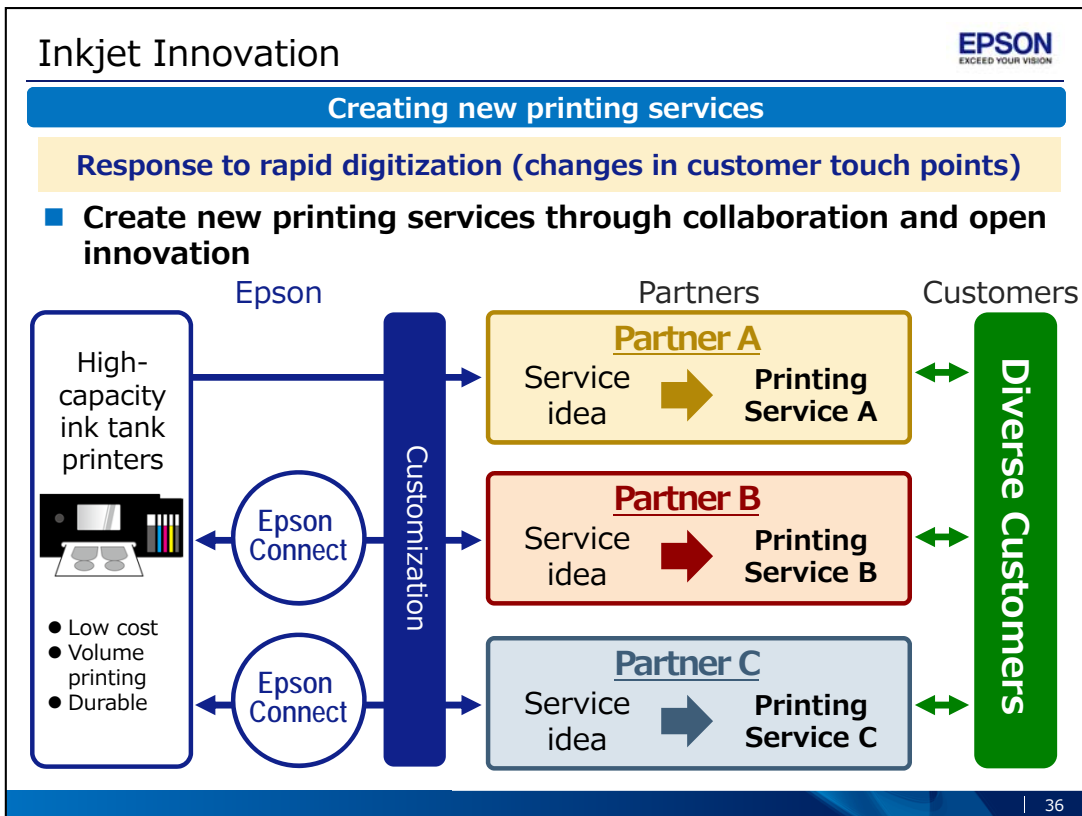 Inkjet Innovation
EPSON
EXCEED YOUR VISION
Creating new printing services
Response to rapid digitization (changes in customer touch points)
Create new printing services through collaboration and open
innovation
Epson
Partners
Customers
High-
capacity
ink tank
printers
● Low cost
● Volume
printing
● Durable
Epson
Connect
Epson
Connect
Customization
Partner A
Service
idea
Printing
Service A
Partner B
Service
idea
Printing
Service B
Partner C
Service
idea
Printing
Service C
Diverse Customers
36